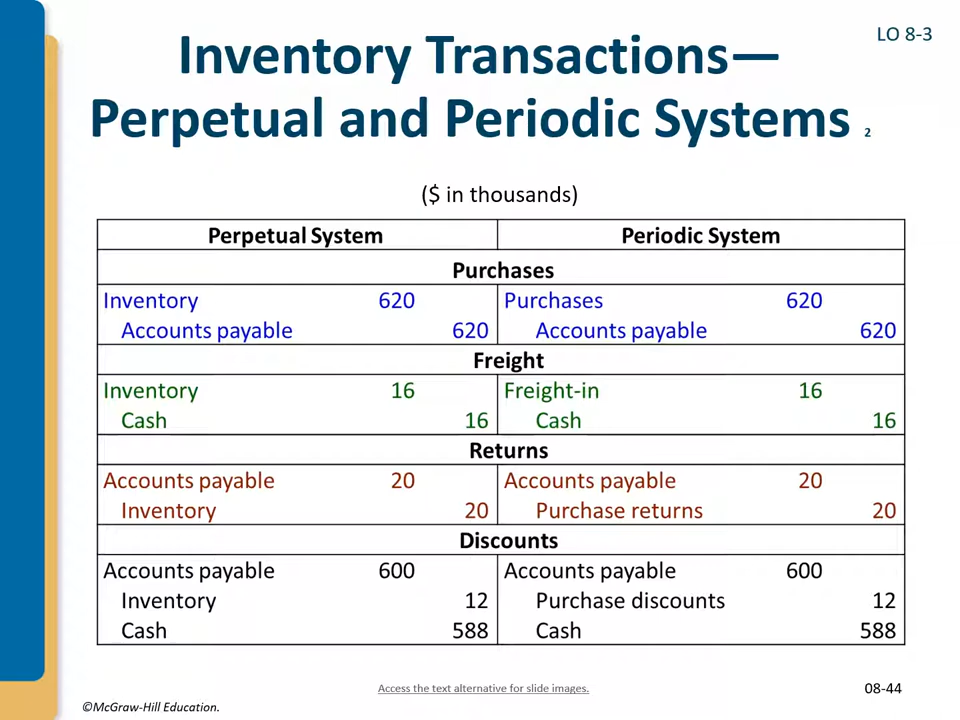 LO 8-3
Inventory Transactions—
Perpetual and Periodic Systems 2
($ in thousands)
Perpetual System Periodic System
Purchases
Inventory 620 Purchases 620
Accounts payable 620 Accounts payable 620
Freight
Inventory 16 Freight-in 16
Cash 16 Cash 16
Returns
Accounts payable 20 Accounts payable 20
Inventory 20 Purchase returns 20
Discounts
Accounts payable 600 Accounts payable 600
Inventory 12 Purchase discounts 12
Cash 588 Cash 588
Access the text alternative for slide images.
08-44
©McGraw-Hill Education.